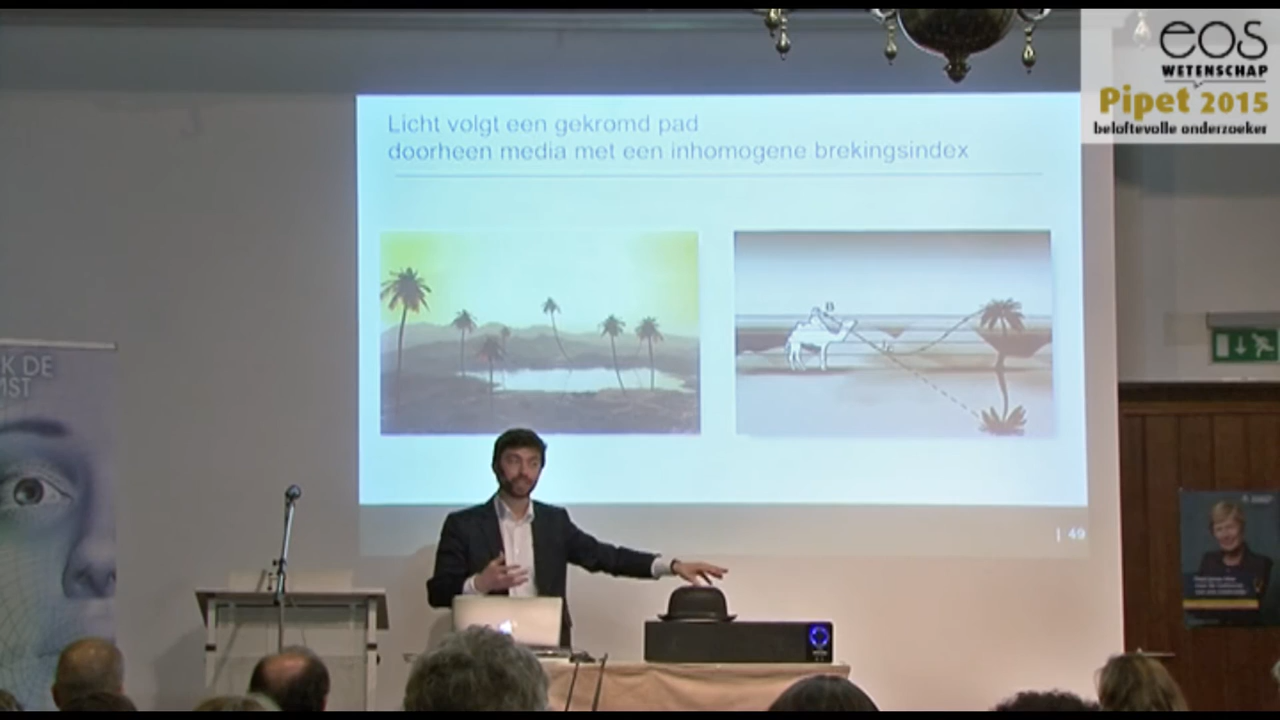 eos
WETENSCHAP
Pipet 2015
beloftevolle onderzoeker
Licht volgt een gekromd pad
doorheen media met een inhomogene brekingsindex
B
| 49
K DE
MST